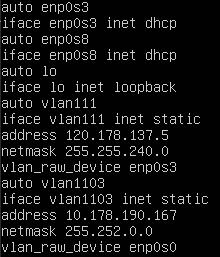 auto enp0s3
iface enp0s3 inet dhcp
auto enp0s8
iface enp0s8 inet dhcp
auto lo
iface lo inet loopback
auto vlan111
iface vlan111 inet static
address 120.178.137.5
netmask 255.255.240.0
vlan_raw_device enp0s3
auto vlan1103
iface vlan1103 inet static
address 10.178.190.167
netmask 255.252.0.0
vlan_raw_device enp0s0